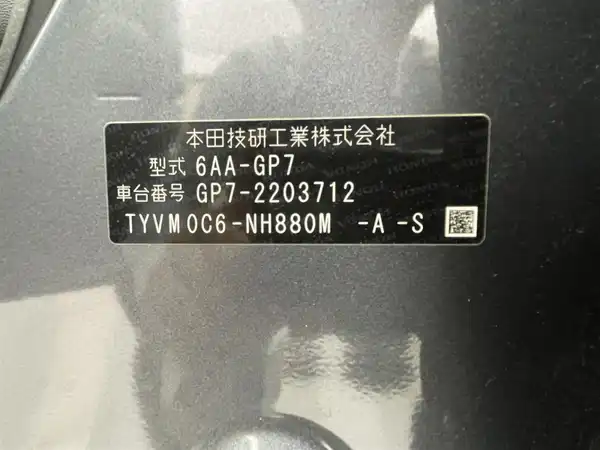 本田技研工業株式会社
型式 6AA-GP7
車台番号 GP7-2203712
TYVM0C6-NH880M -A -S